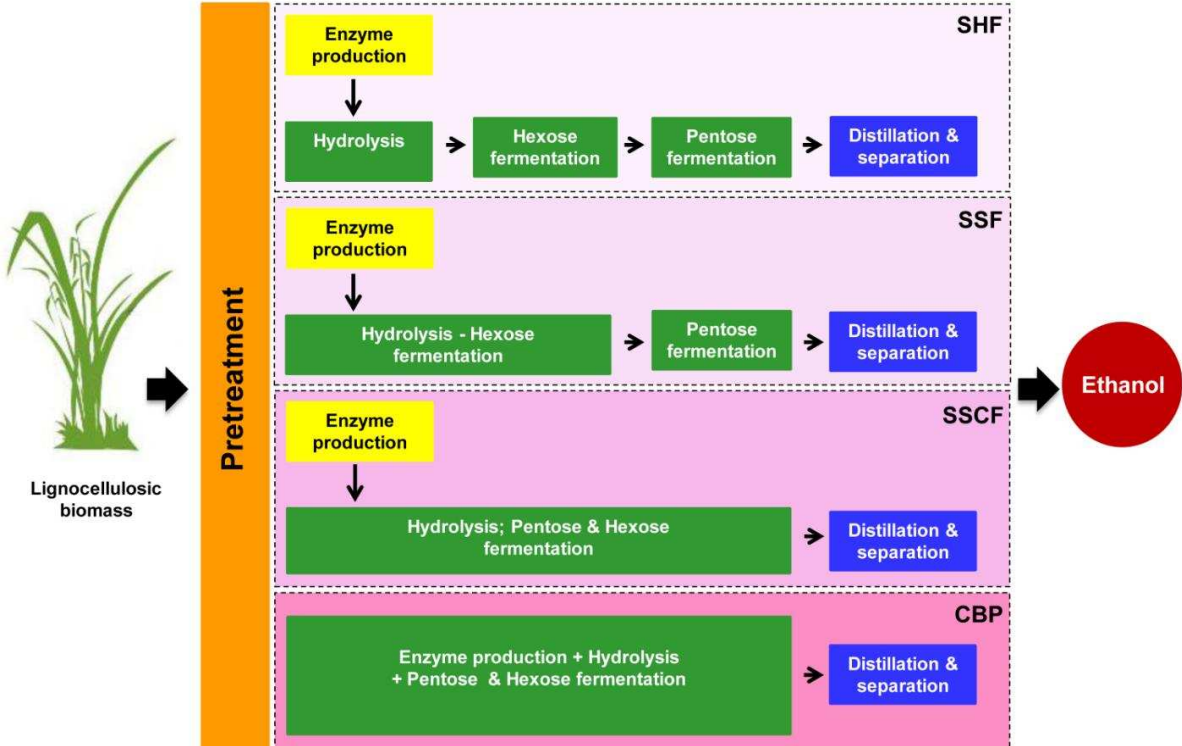 Lignocellulosic
biomass
Pretreatment
SHF
Enzyme
production
Hydrolysis
Hexose
fermentation
Pentose
fermentation
Distillation &
separation
SSF
Enzyme
production
Hydrolysis - Hexose
fermentation
Pentose
fermentation
Distillation &
separation
SSCF
Enzyme
production
Hydrolysis; Pentose & Hexose
fermentation
Distillation &
separation
CBP
Enzyme production + Hydrolysis
+ Pentose & Hexose fermentation
Distillation &
separation
Ethanol